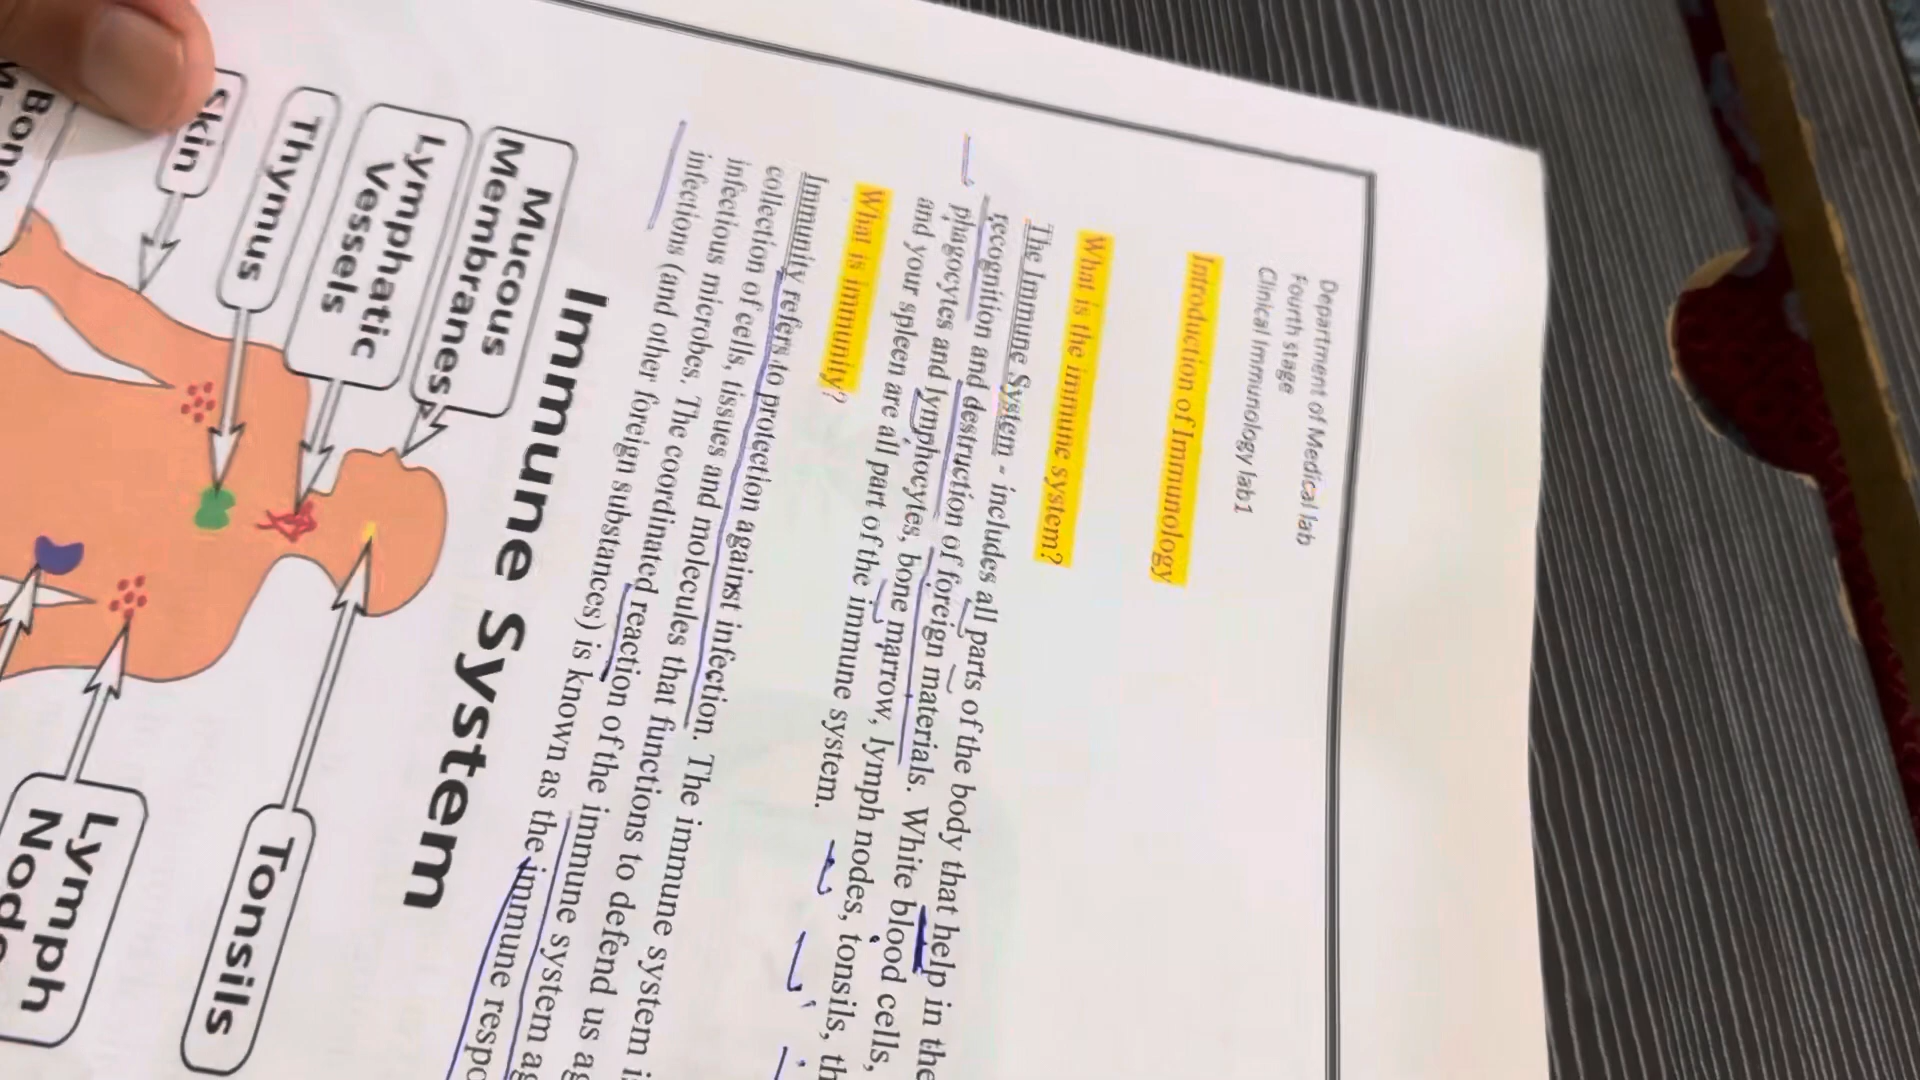 Department of Medical lab
Fourth stage
Clinical Immunology lab1
Introduction of Immunology
What is the immune system?
The Immune System - includes all parts of the body that help in the
recognition and destruction of foreign materials. White blood cells,
phagocytes and lymphocytes, bone marrow, lymph nodes, tonsils,
and your spleen are all part of the immune system.
What is immunity?
Immunity refers to protection against infection. The immune system is
collection of cells, tissues and molecules that functions to defend us
infectious microbes. The coordinated reaction of the immune system
infections (and other foreign substances) is known as the immune
Immune System
Mucous
Membranes
Lymphatic
Vessels
Thymus
Skin
Bone
Tonsils
Lymph